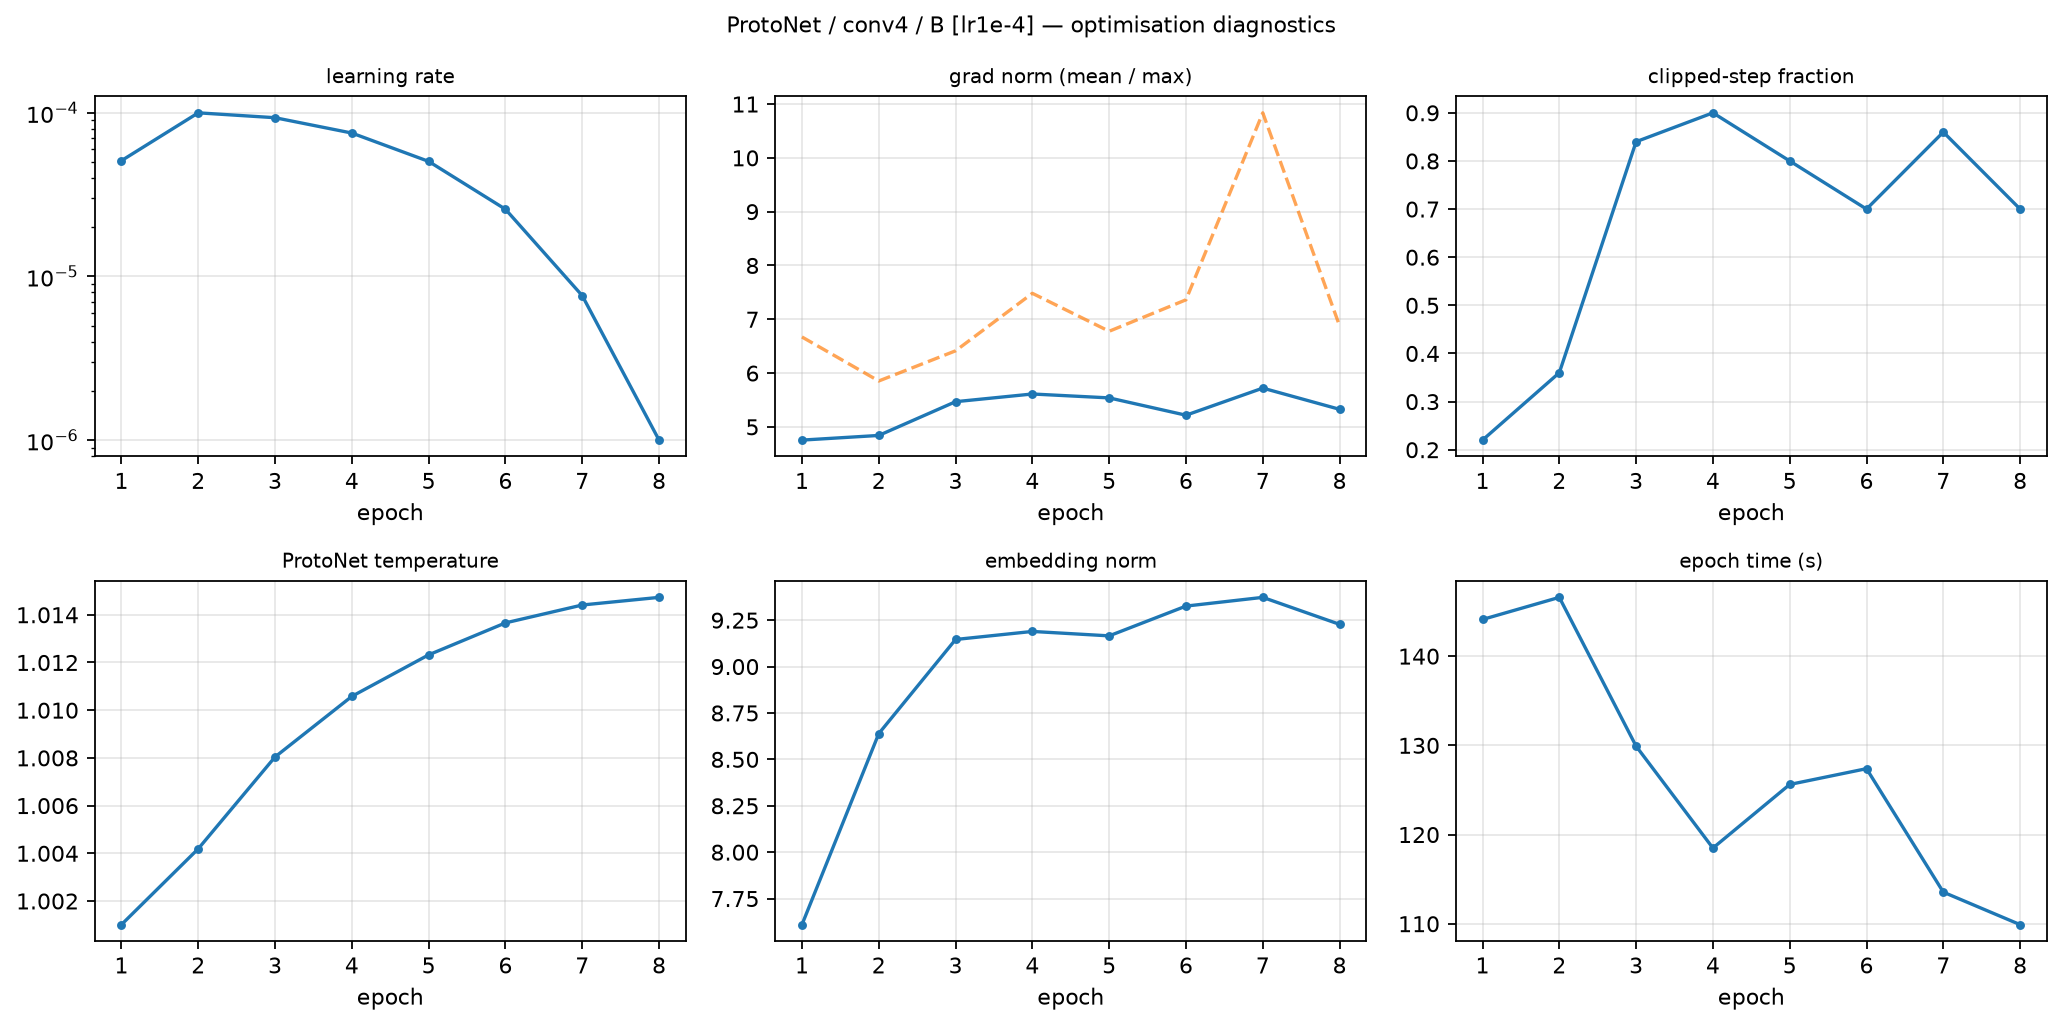 ProtoNet / conv4 / B [lr1e-4] — optimisation diagnostics
learning rate
10⁻⁴
10⁻⁵
10⁻⁶
1 2 3 4 5 6 7 8
epoch
grad norm (mean / max)
11
10
9
8
7
6
5
1 2 3 4 5 6 7 8
epoch
clipped-step fraction
0.9
0.8
0.7
0.6
0.5
0.4
0.3
0.2
1 2 3 4 5 6 7 8
epoch
ProtoNet temperature
1.014
1.012
1.010
1.008
1.006
1.004
1.002
1 2 3 4 5 6 7 8
epoch
embedding norm
9.25
9.00
8.75
8.50
8.25
8.00
7.75
1 2 3 4 5 6 7 8
epoch
epoch time (s)
140
130
120
110
1 2 3 4 5 6 7 8
epoch